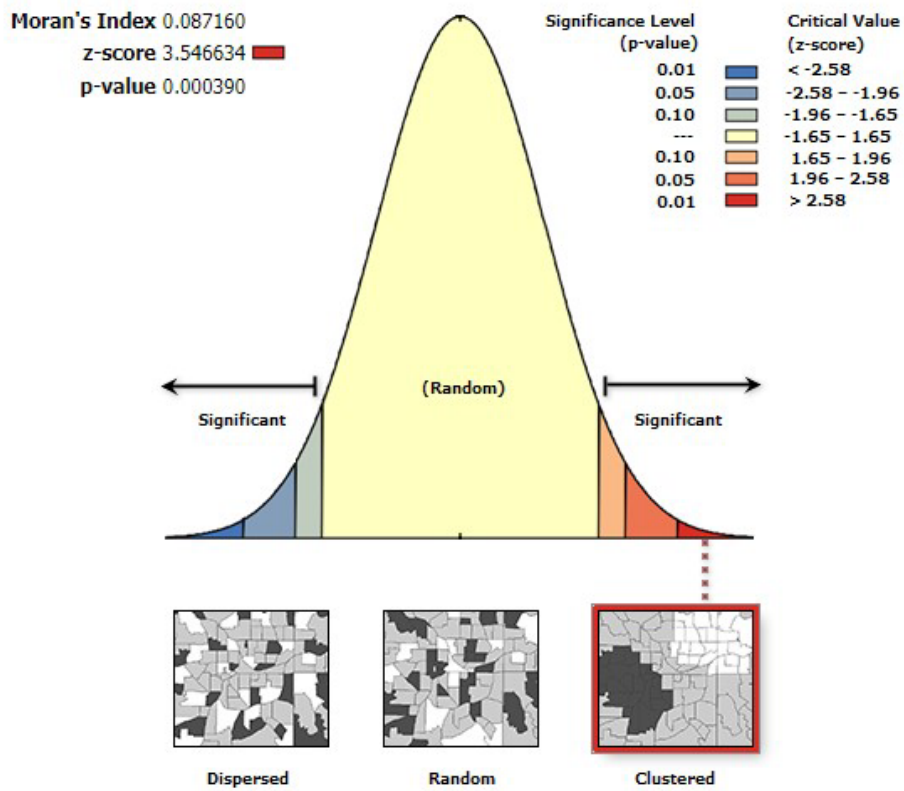 Moran's Index 0.087160
z-score 3.546634
p-value 0.000390
Significance Level
(p-value)
Critical Value
(z-score)
0.01 < -2.58
0.05 -2.58 – -1.96
0.10 -1.96 – -1.65
--- -1.65 – 1.65
0.10 1.65 – 1.96
0.05 1.96 – 2.58
0.01 > 2.58
(Random)
Significant
Significant
Dispersed
Random
Clustered